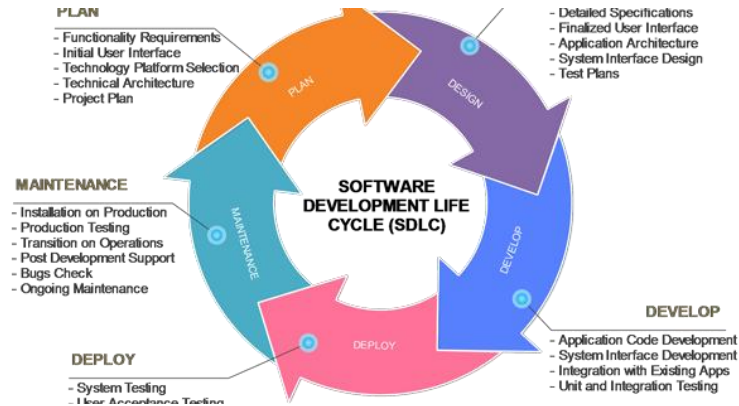 PLAN
- Functionality Requirements
- Initial User Interface
- Technology Platform Selection
- Technical Architecture
- Project Plan
- Detailed Specifications
- Finalized User Interface
- Application Architecture
- System Interface Design
- Test Plans
PLAN
DESIGN
SOFTWARE
DEVELOPMENT LIFE
CYCLE (SDLC)
MAINTENANCE
- Installation on Production
- Production Testing
- Transition on Operations
- Post Development Support
- Bugs Check
- Ongoing Maintenance
MAINTENANCE
DEVELOP
DEVELOP
- Application Code Development
- System Interface Development
- Integration with Existing Apps
- Unit and Integration Testing
DEPLOY
DEPLOY
- System Testing
- User Acceptance Testing